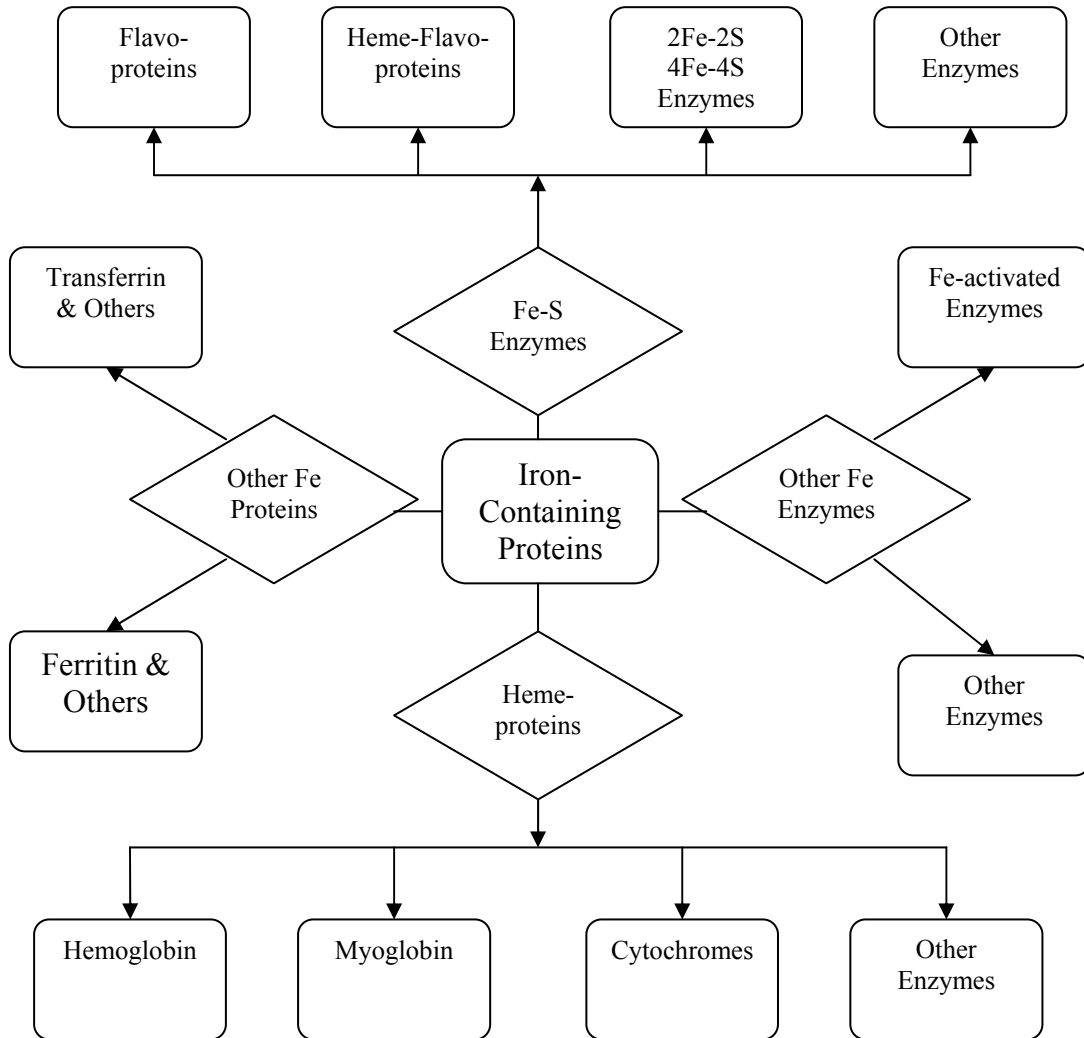 Flavo-
proteins
Heme-Flavo-
proteins
2Fe-2S
4Fe-4S
Enzymes
Other
Enzymes
Transferrin
& Others
Fe-S
Enzymes
Fe-activated
Enzymes
Other Fe
Proteins
Iron-
Containing
Proteins
Other Fe
Enzymes
Ferritin &
Others
Heme-
proteins
Other
Enzymes
Hemoglobin
Myoglobin
Cytochromes
Other
Enzymes